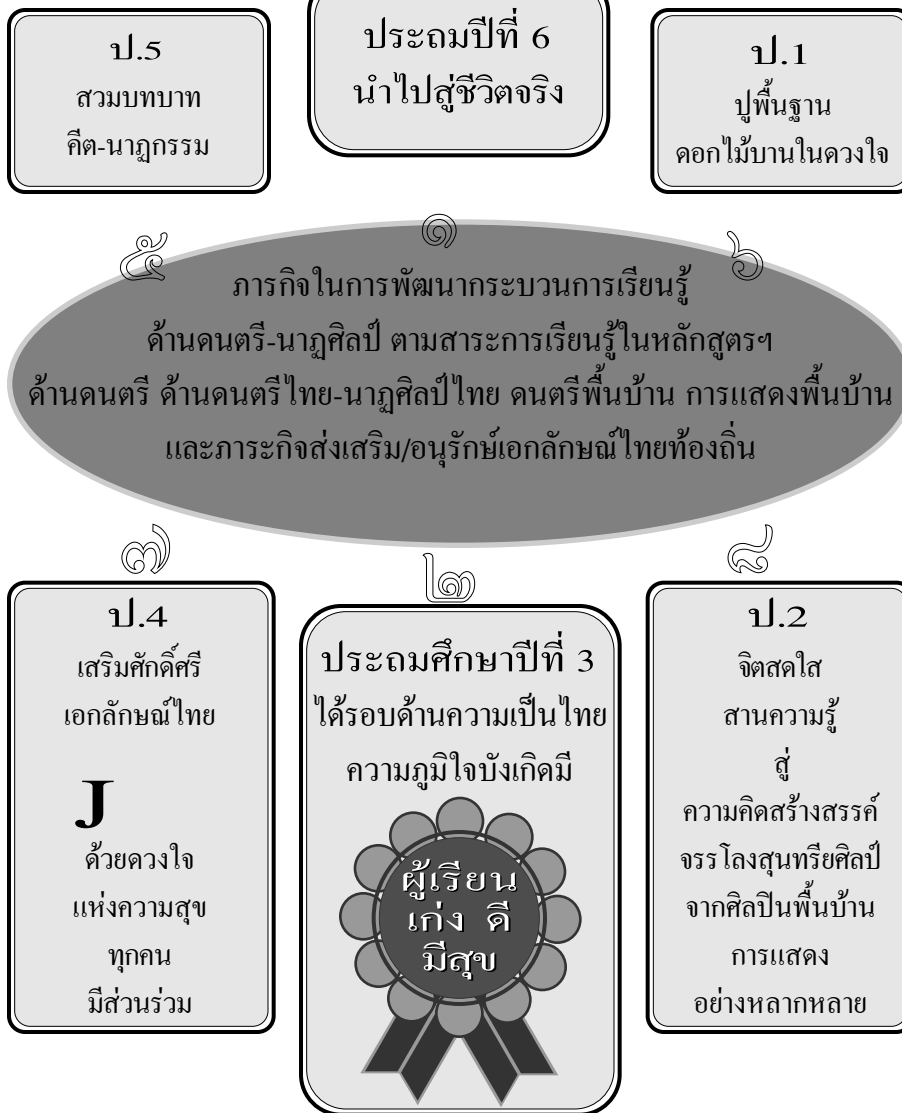 ป.5
สวมบทบาท
คีต-นาฏกรรม
ประถมปีที่ 6
นำไปสู่ชีวิตจริง
ป.1
ปูพื้นฐาน
ดอกไม้บานในดวงใจ
๕
๑
๖
ภารกิจในการพัฒนากระบวนการเรียนรู้
ด้านดนตรี-นาฏศิลป์ ตามสาระการเรียนรู้ในหลักสูตรฯ
ด้านดนตรี ด้านดนตรีไทย-นาฏศิลป์ไทย ดนตรีพื้นบ้าน การแสดงพื้นบ้าน
และภาระกิจส่งเสริม/อนุรักษ์เอกลักษณ์ไทยท้องถิ่น
๗
๒
๘
ป.4
เสริมศักดิ์ศรี
เอกลักษณ์ไทย
J
ด้วยดวงใจ
แห่งความสุข
ทุกคน
มีส่วนร่วม
ประถมศึกษาปีที่ 3
ได้รอบด้านความเป็นไทย
ความภูมิใจบังเกิดมี
ผู้เรียน
เก่ง ดี
มีสุข
ป.2
จิตสดใส
สานความรู้
สู่
ความคิดสร้างสรรค์
จรรโลงสุนทรียศิลป์
จากศิลปินพื้นบ้าน
การแสดง
อย่างหลากหลาย